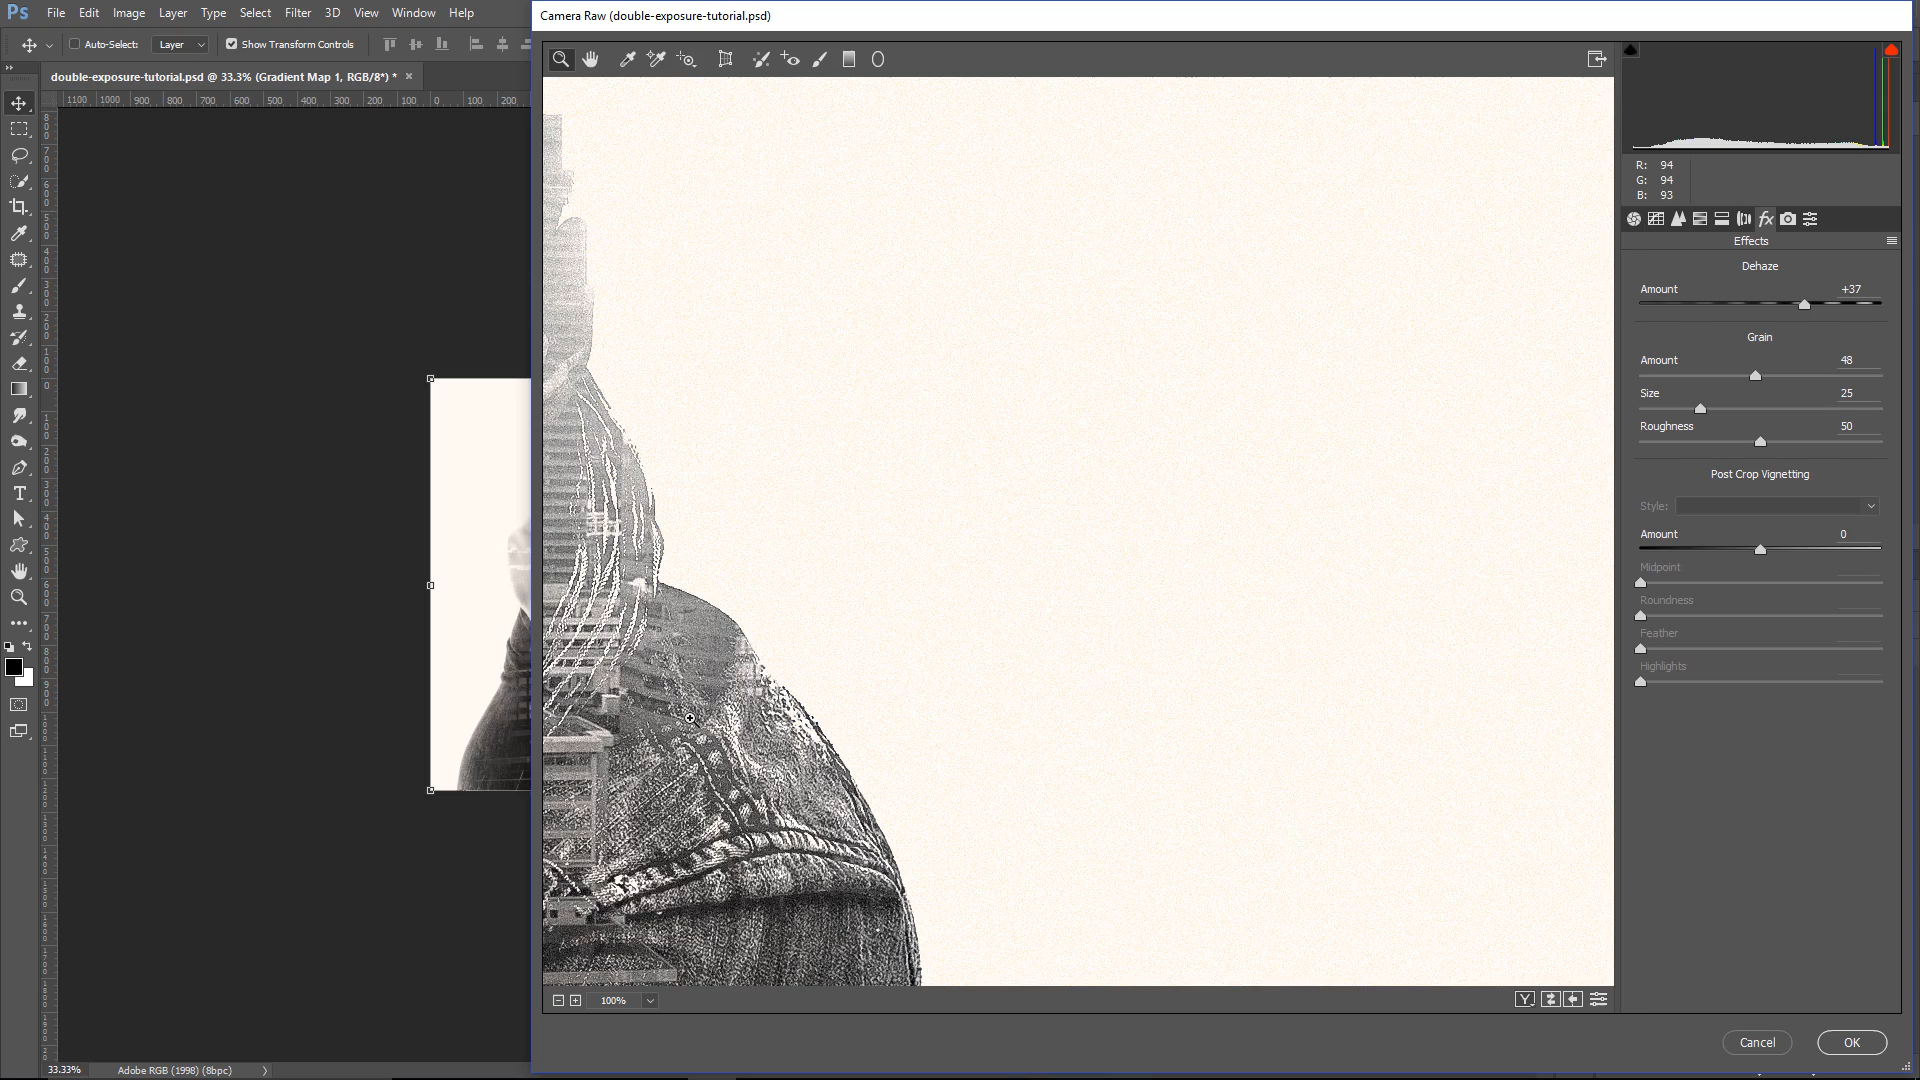 Ps File Edit Image Layer Type Select Filter 3D View Window Help
Camera Raw (double-exposure-tutorial.psd)
Auto-Select: Layer Show Transform Controls
double-exposure-tutorial.psd @ 33.3% (Gradient Map 1, RGB/8*) * ×
1100 1000 900 800 700 600 500 400 300 200 100 0 100 200
R: 94
G: 94
B: 93
fx
Effects
Dehaze
Amount +37
Grain
Amount 48
Size 25
Roughness 50
Post Crop Vignetting
Style:
Amount 0
Midpoint
Roundness
Feather
Highlights
100%
Y
Cancel OK
33.33% Adobe RGB (1998) (8bpc)